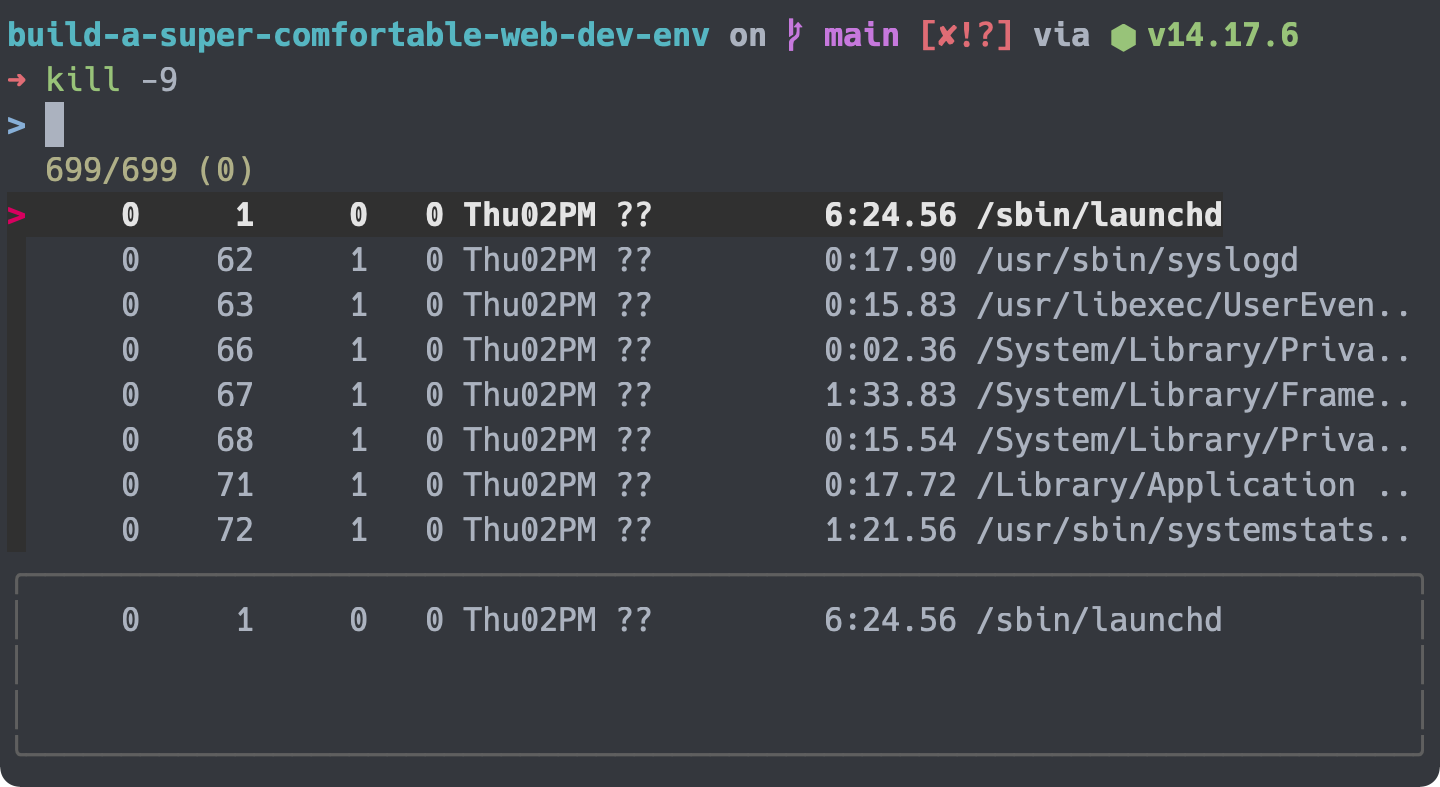 build-a-super-comfortable-web-dev-env on main [✘!?] via ⬢ v14.17.6
➜ kill -9
>
699/699 (0)
> 0 1 0 0 Thu02PM ?? 6:24.56 /sbin/launchd
0 62 1 0 Thu02PM ?? 0:17.90 /usr/sbin/syslogd
0 63 1 0 Thu02PM ?? 0:15.83 /usr/libexec/UserEven..
0 66 1 0 Thu02PM ?? 0:02.36 /System/Library/Priva..
0 67 1 0 Thu02PM ?? 1:33.83 /System/Library/Frame..
0 68 1 0 Thu02PM ?? 0:15.54 /System/Library/Priva..
0 71 1 0 Thu02PM ?? 0:17.72 /Library/Application ..
0 72 1 0 Thu02PM ?? 1:21.56 /usr/sbin/systemstats..
0 1 0 0 Thu02PM ?? 6:24.56 /sbin/launchd